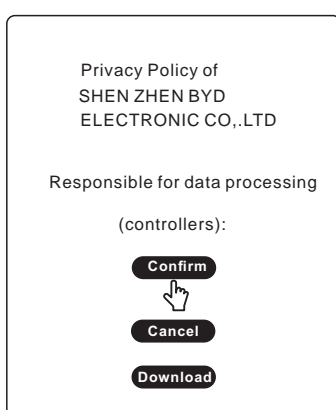 Privacy Policy of
SHEN ZHEN BYD
ELECTRONIC CO,.LTD
Responsible for data processing
(controllers):
Confirm
Cancel
Download